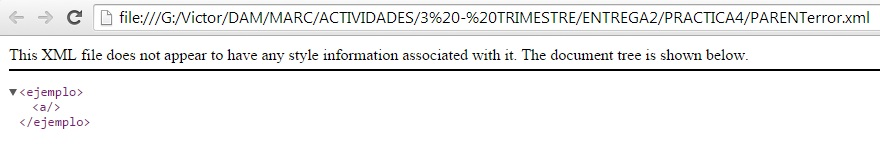 file:///G:/Victor/DAM/MARC/ACTIVIDADES/3%20-%20TRIMESTRE/ENTREGA2/PRACTICA4/PARENTerror.xml
This XML file does not appear to have any style information associated with it. The document tree is shown below.
▼<ejemplo>
<a/>
</ejemplo>